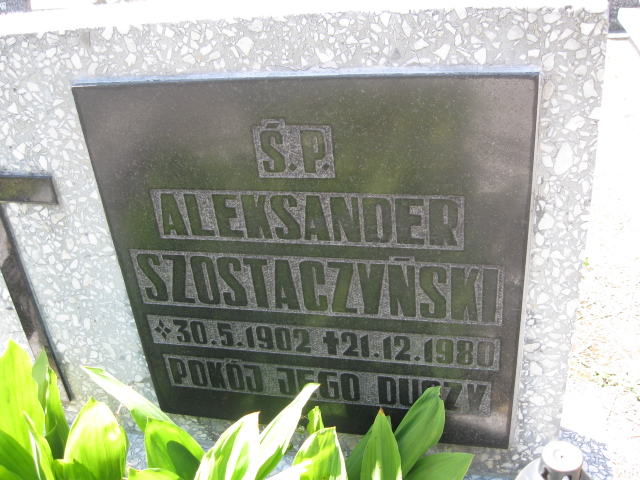 Ś.P.
ALEKSANDER
SZOSTACZYŃSKI
30.5.1902 ✝21.12.1980
POKÓJ JEGO DUSZY